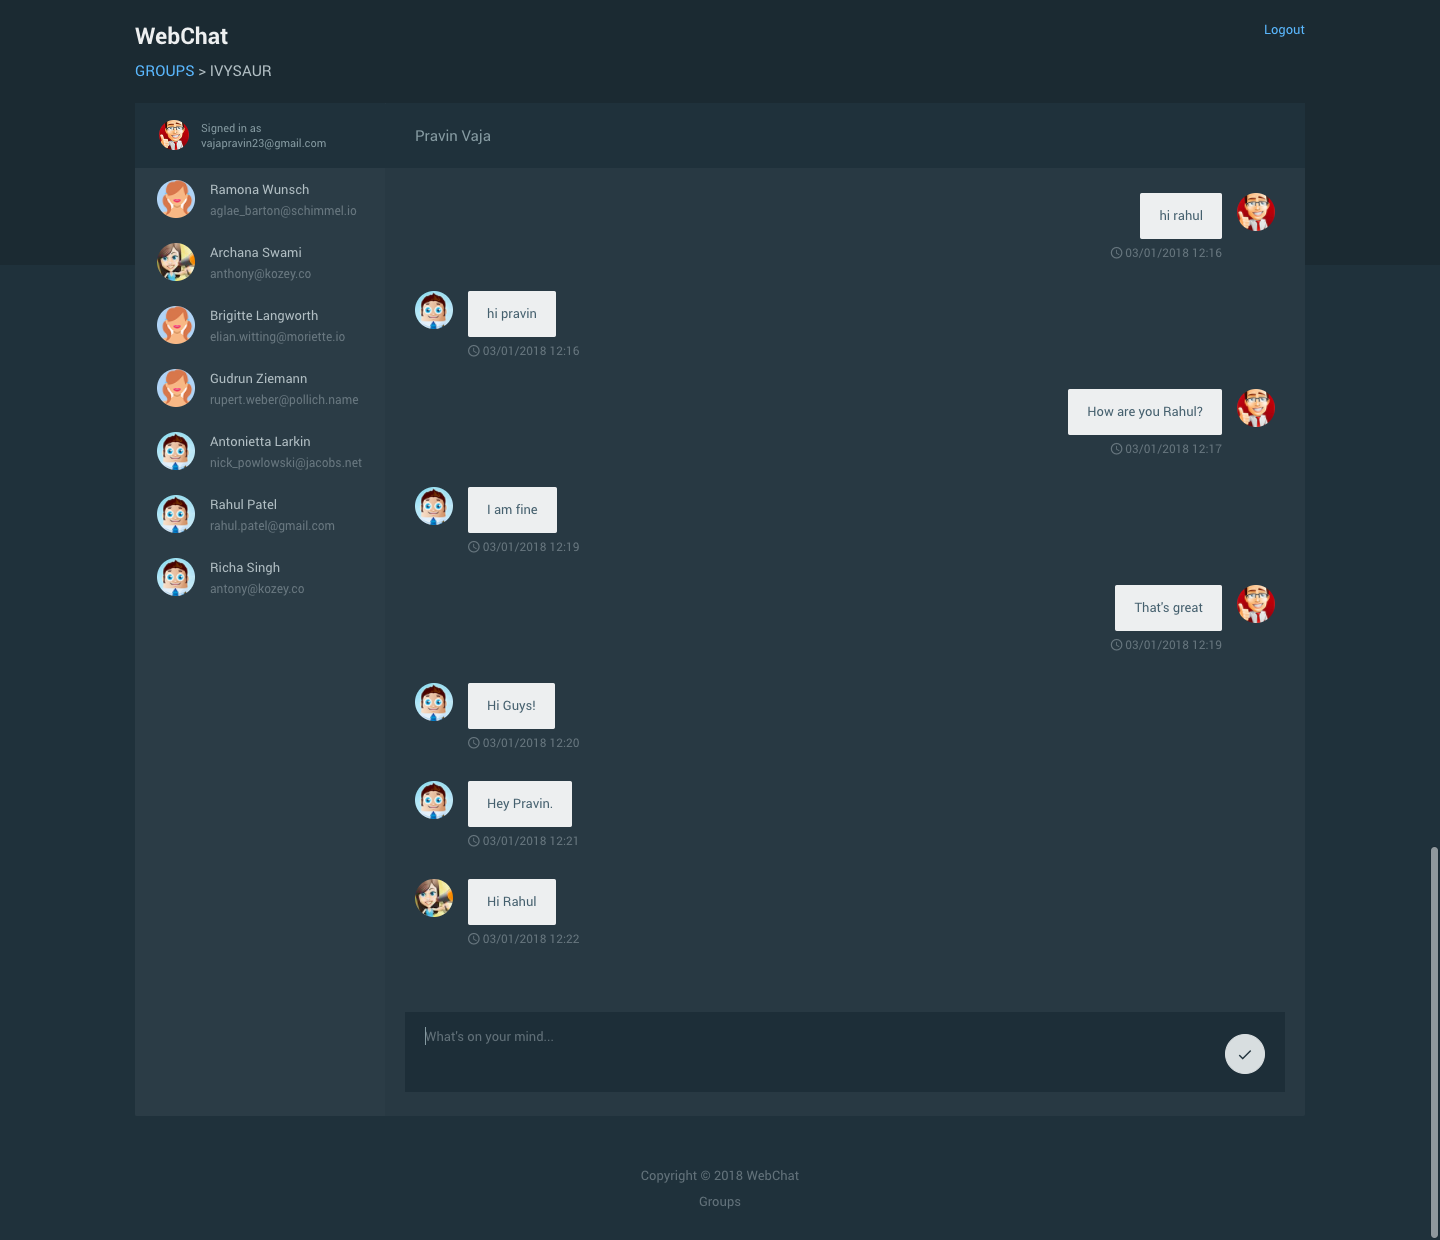 WebChat
Logout
GROUPS > IVYSAUR
Signed in as
vajapravin23@gmail.com
Pravin Vaja
Ramona Wunsch
aglae_barton@schimmel.io
Archana Swami
anthony@kozey.co
Brigitte Langworth
elian.witting@moriette.io
Gudrun Ziemann
rupert.weber@pollich.name
Antonietta Larkin
nick_powlowski@jacobs.net
Rahul Patel
rahul.patel@gmail.com
Richa Singh
antony@kozey.co
hi rahul
03/01/2018 12:16
hi pravin
03/01/2018 12:16
How are you Rahul?
03/01/2018 12:17
I am fine
03/01/2018 12:19
That's great
03/01/2018 12:19
Hi Guys!
03/01/2018 12:20
Hey Pravin.
03/01/2018 12:21
Hi Rahul
03/01/2018 12:22
What's on your mind...
Copyright © 2018 WebChat
Groups